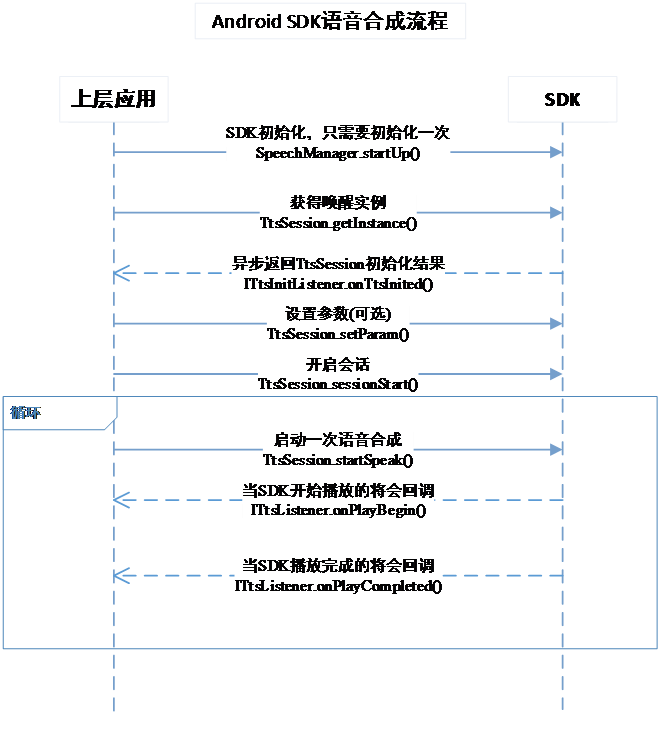 Android SDK语音合成流程
上层应用
SDK
SDK初始化，只需要初始化一次
SpeechManager.startUp()
获得唤醒实例
TtsSession.getInstance()
异步返回TtsSession初始化结果
ITtsInitListener.onTtsInited()
设置参数(可选)
TtsSession.setParam()
开启会话
TtsSession.sessionStart()
循环
启动一次语音合成
TtsSession.startSpeak()
当SDK开始播放的将会回调
ITtsListener.onPlayBegin()
当SDK播放完成的将会回调
ITtsListener.onPlayCompleted()